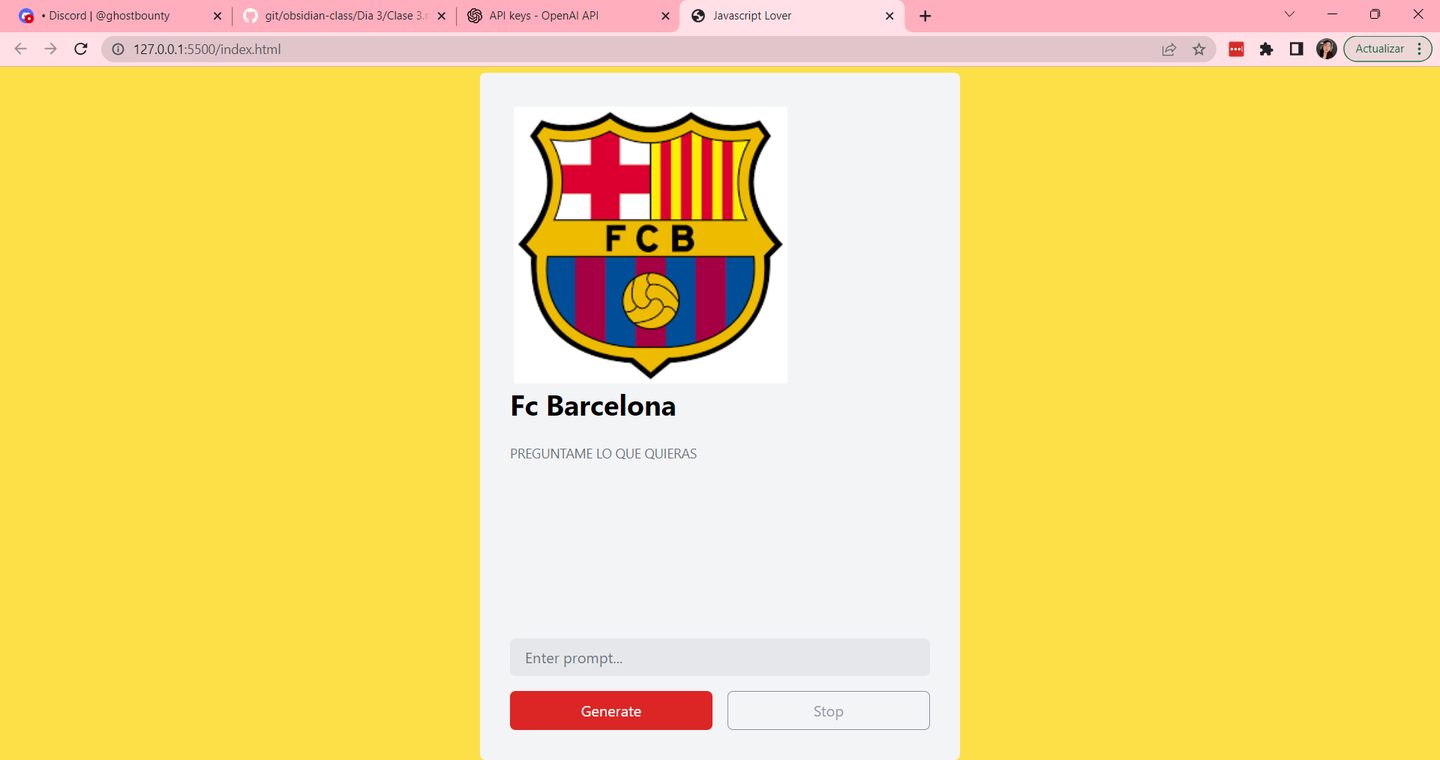 • Discord | @ghostbounty
git/obsidian-class/Dia 3/Clase 3.r
API keys - OpenAI API
Javascript Lover
127.0.0.1:5500/index.html
Actualizar
FCB
Fc Barcelona
PREGUNTAME LO QUE QUIERAS
Enter prompt...
Generate
Stop